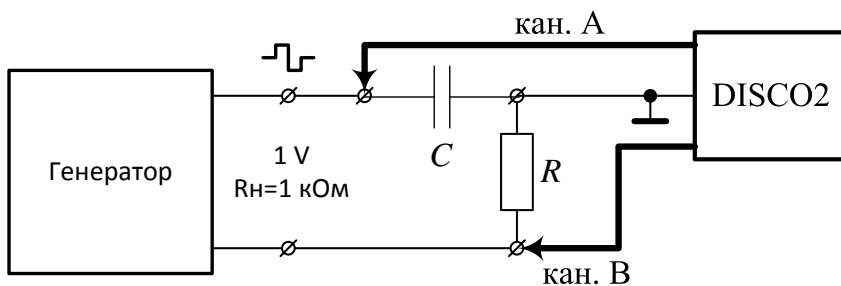 кан. А
DISCO2
Генератор
1 V
Rн=1 кОм
C
R
кан. В